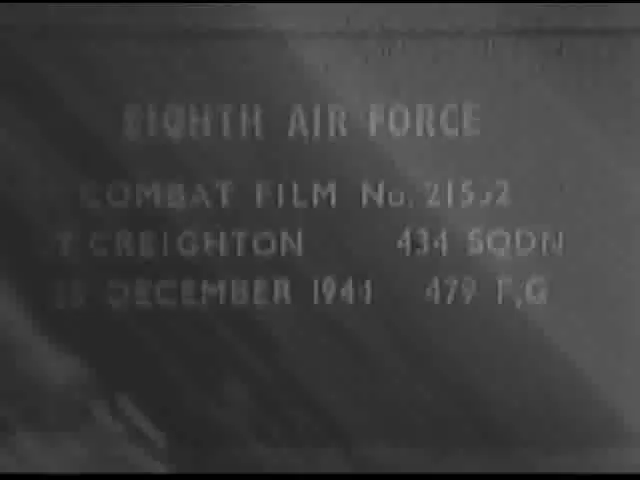 EIGHTH AIR FORCE
COMBAT FILM No.
CREIGHTON 434 SQDN
DECEMBER 1944 479 F,G